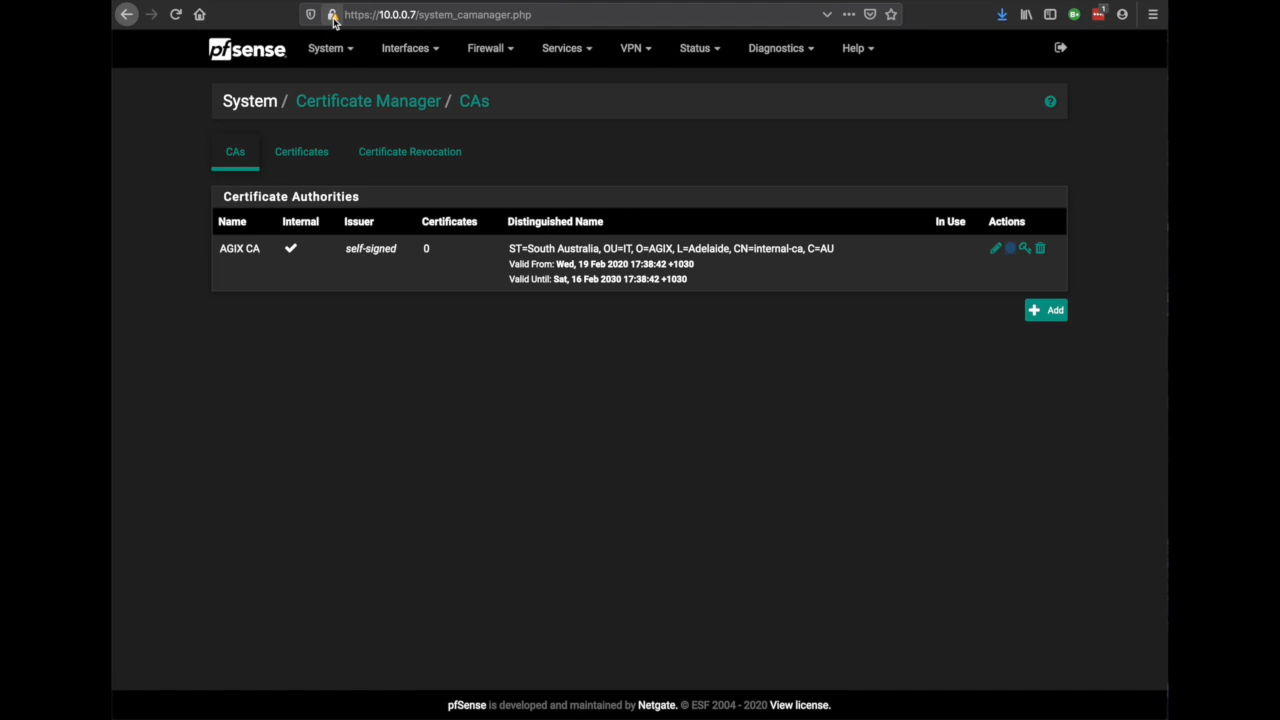 https://10.0.0.7/system_camanager.php
1
pfsense
System Interfaces Firewall Services VPN Status Diagnostics Help
System / Certificate Manager / CAs
CAs Certificates Certificate Revocation
Certificate Authorities
Name Internal Issuer Certificates Distinguished Name In Use Actions
AGIX CA self-signed 0 ST=South Australia, OU=IT, O=AGIX, L=Adelaide, CN=internal-ca, C=AU
Valid From: Wed, 19 Feb 2020 17:38:42 +1030
Valid Until: Sat, 16 Feb 2030 17:38:42 +1030
Add
pfSense is developed and maintained by Netgate. © ESF 2004 - 2020 View license.